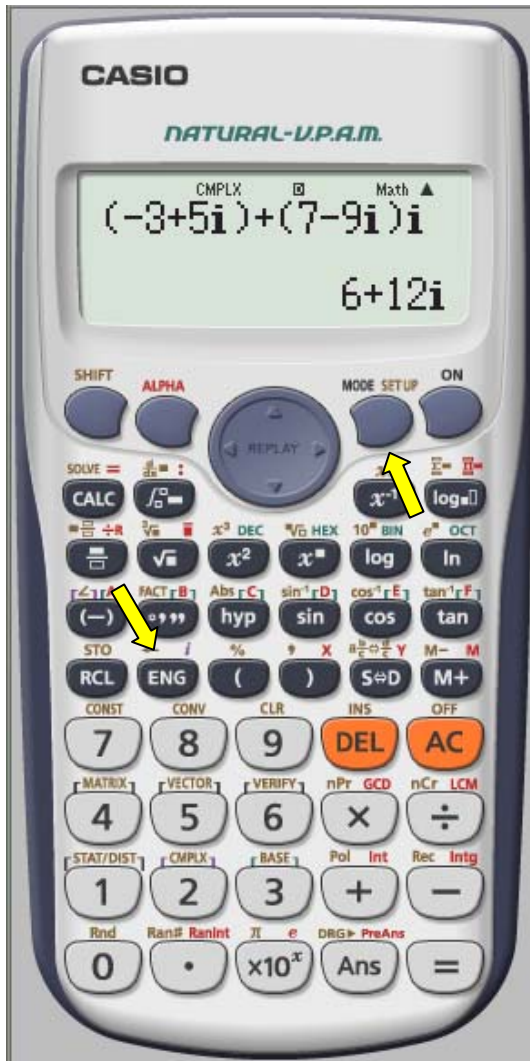 CASIO
NATURAL-V.P.A.M.
CMPLX D Math ▲
(-3+5i)+(7-9i)i
6+12i
SHIFT ALPHA MODE SETUP ON
REPLAY
SOLVE = :
CALC x⁻¹ log
÷R x³ DEC HEX 10■ BIN e■ OCT
√■ x² x■ log ln
∠ A FACT B Abs C sin⁻¹ D cos⁻¹ E tan⁻¹ F
(−) °,,, hyp sin cos tan
STO ← i % , X Y M− M
RCL ENG ( ) S⇔D M+
CONST CONV CLR INS OFF
7 8 9 DEL AC
MATRIX VECTOR VERIFY nPr GCD nCr LCM
4 5 6 × ÷
STAT/DIST CMPLX BASE Pol Int Rec Intg
1 2 3 + −
Rnd Ran# RanInt π e DRG▶ PreAns
0 • ×10ˣ Ans =